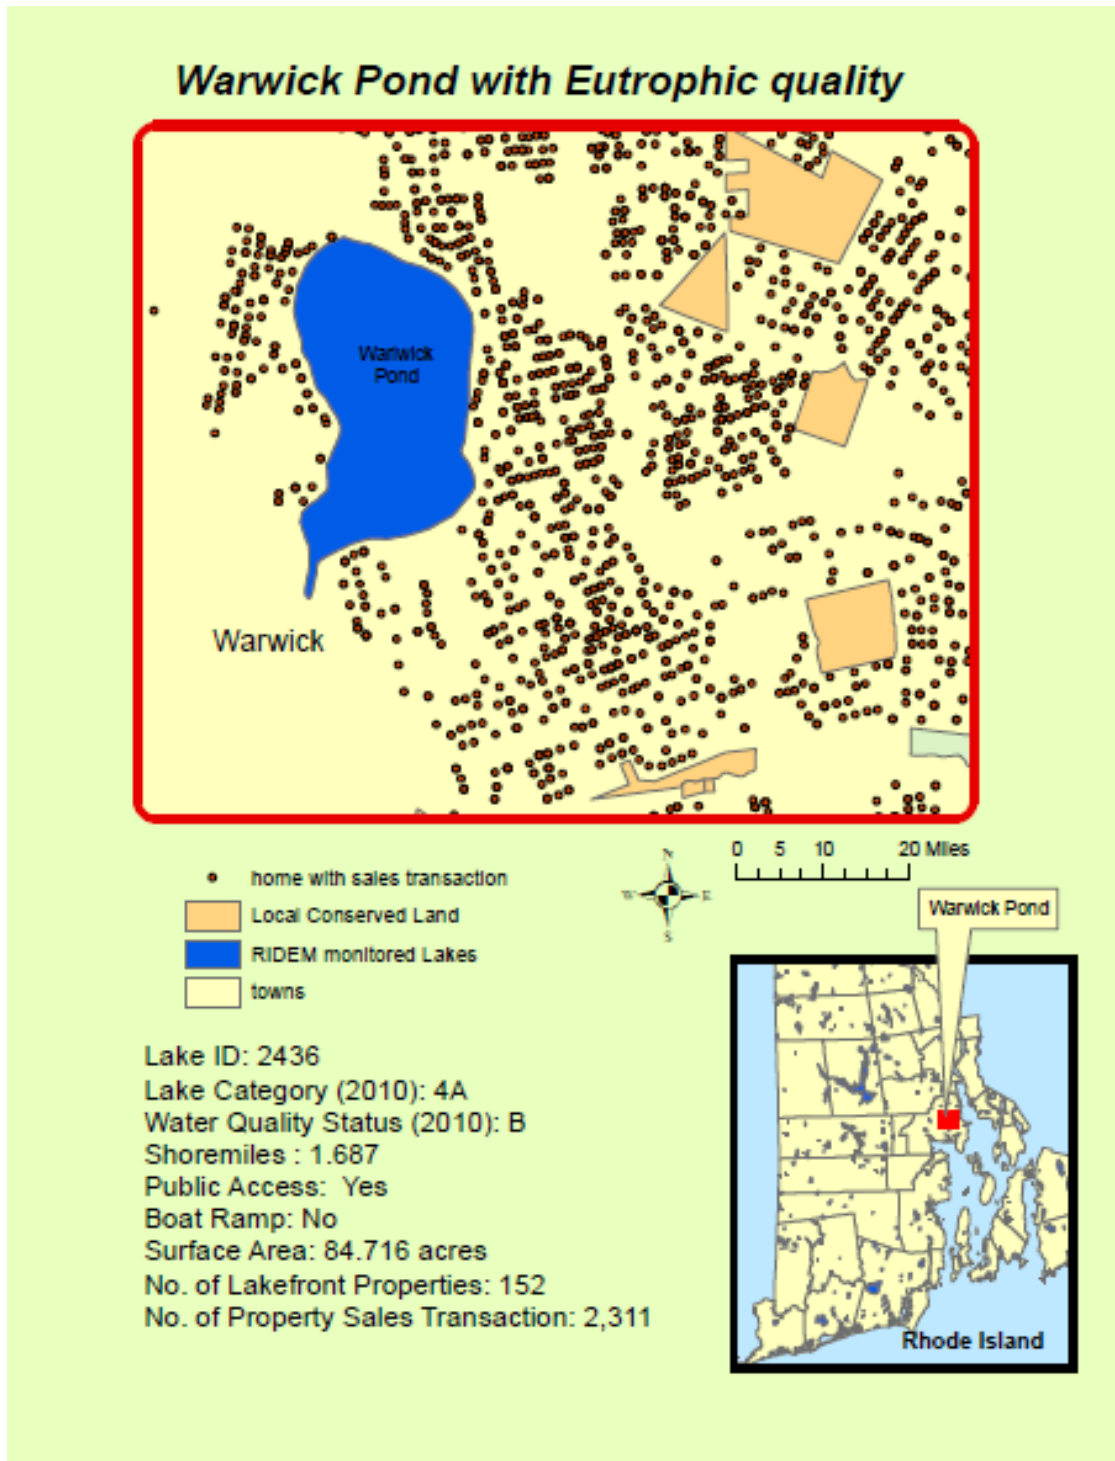 Warwick Pond with Eutrophic quality
Warwick
Pond
Warwick
home with sales transaction
Local Conserved Land
RIDEM monitored Lakes
towns
N
W E
S
0 5 10 20 Miles
Warwick Pond
Rhode Island
Lake ID: 2436
Lake Category (2010): 4A
Water Quality Status (2010): B
Shoremiles : 1.687
Public Access: Yes
Boat Ramp: No
Surface Area: 84.716 acres
No. of Lakefront Properties: 152
No. of Property Sales Transaction: 2,311